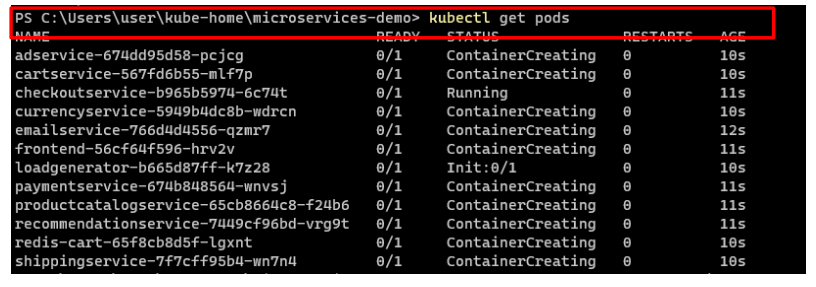 PS C:\Users\user\kube-home\microservices-demo> kubectl get pods
NAME READY STATUS RESTARTS AGE
adservice-674dd95d58-pcjcg 0/1 ContainerCreating 0 10s
cartservice-567fd6b55-mlf7p 0/1 ContainerCreating 0 10s
checkoutservice-b965b5974-6c74t 0/1 Running 0 11s
currencyservice-5949b4dc8b-wdrcn 0/1 ContainerCreating 0 10s
emailservice-766d4d4556-qzmr7 0/1 ContainerCreating 0 12s
frontend-56cf64f596-hrv2v 0/1 ContainerCreating 0 11s
loadgenerator-b665d87ff-k7z28 0/1 Init:0/1 0 10s
paymentservice-674b848564-wnvsj 0/1 ContainerCreating 0 11s
productcatalogservice-65cb8664c8-f24b6 0/1 ContainerCreating 0 11s
recommendationservice-7449cf96bd-vrg9t 0/1 ContainerCreating 0 11s
redis-cart-65f8cb8d5f-lgxnt 0/1 ContainerCreating 0 10s
shippingservice-7f7cff95b4-wn7n4 0/1 ContainerCreating 0 10s